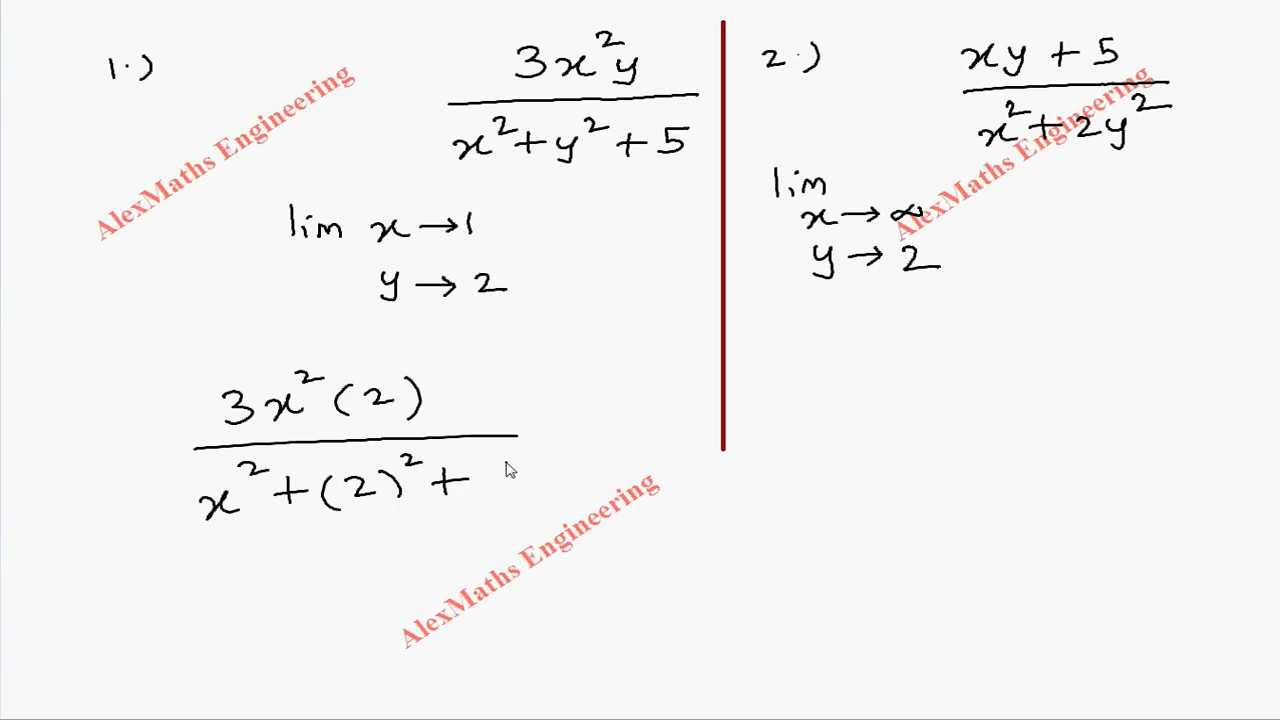 1.)
3x²y
x²+y²+5
lim x→1
y→2
3x²(2)
x²+(2)²+
2.)
xy+5
x²+2y²
lim
x→∞
y→2
AlexMaths Engineering
AlexMaths Engineering
AlexMaths Engineering